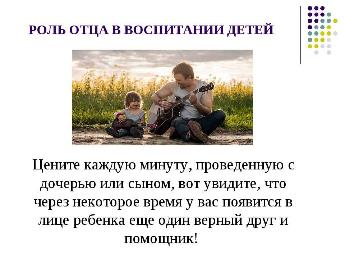 РОЛЬ ОТЦА В ВОСПИТАНИИ ДЕТЕЙ
Цените каждую минуту, проведенную с
дочерью или сыном, вот увидите, что
через некоторое время у вас появится в
лице ребенка еще один верный друг и
помощник!